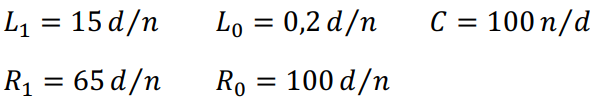 L₁ = 15 d/n L₀ = 0,2 d/n C = 100 n/d
R₁ = 65 d/n R₀ = 100 d/n